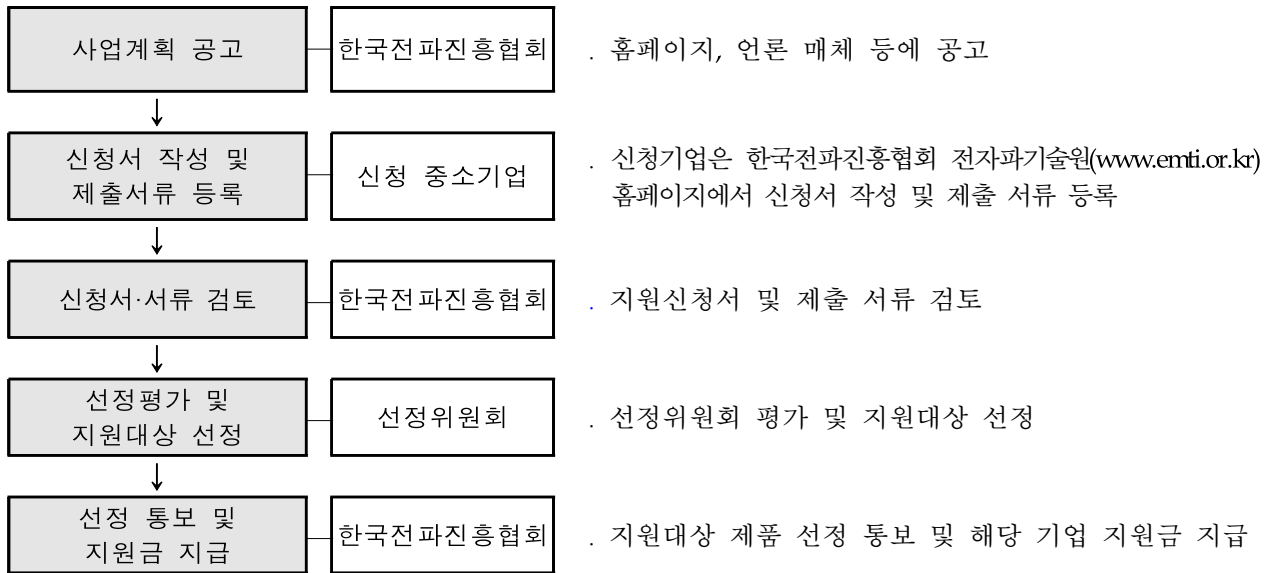 사업계획 공고
한국전파진흥협회
. 홈페이지, 언론 매체 등에 공고
신청서 작성 및
제출서류 등록
신청 중소기업
. 신청기업은 한국전파진흥협회 전자파기술원(www.emti.or.kr)
홈페이지에서 신청서 작성 및 제출 서류 등록
신청서·서류 검토
한국전파진흥협회
. 지원신청서 및 제출 서류 검토
선정평가 및
지원대상 선정
선정위원회
. 선정위원회 평가 및 지원대상 선정
선정 통보 및
지원금 지급
한국전파진흥협회
. 지원대상 제품 선정 통보 및 해당 기업 지원금 지급